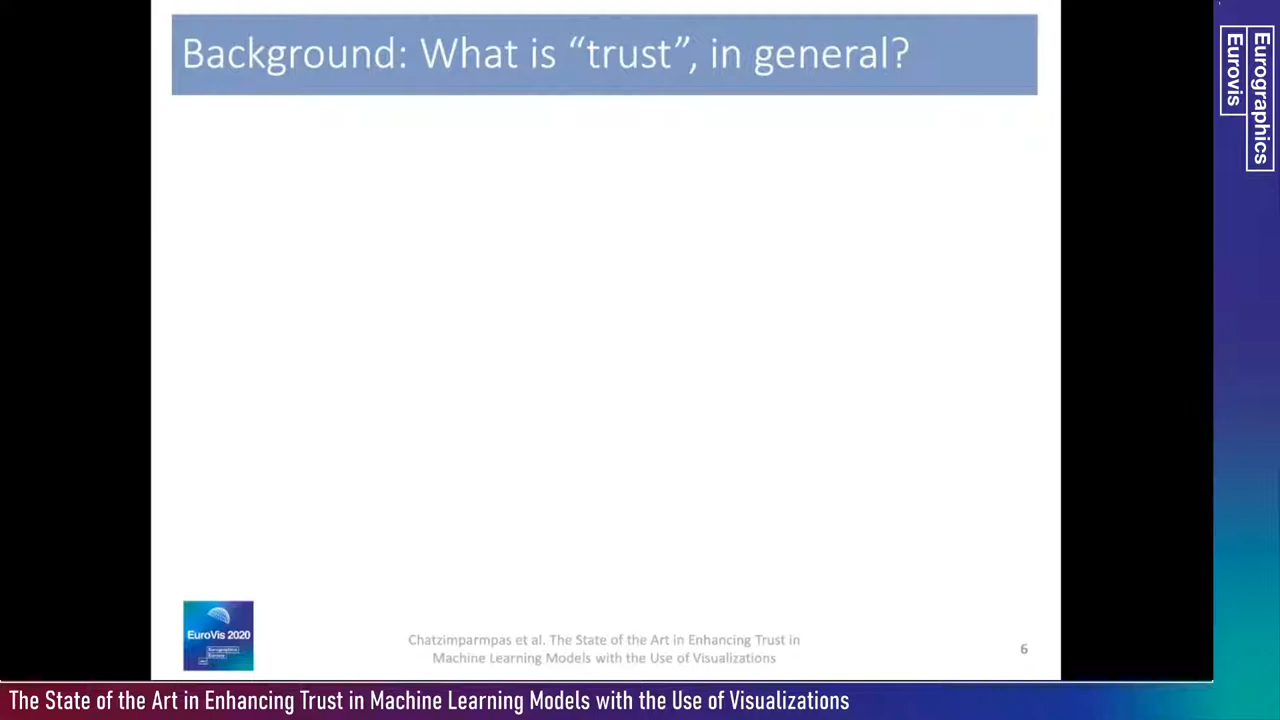 Background: What is “trust”, in general?
Eurographics
Eurovis
EuroVis 2020
Eurographics
Eurovis
Chatzimparmpas et al. The State of the Art in Enhancing Trust in
Machine Learning Models with the Use of Visualizations
6
The State of the Art in Enhancing Trust in Machine Learning Models with the Use of Visualizations